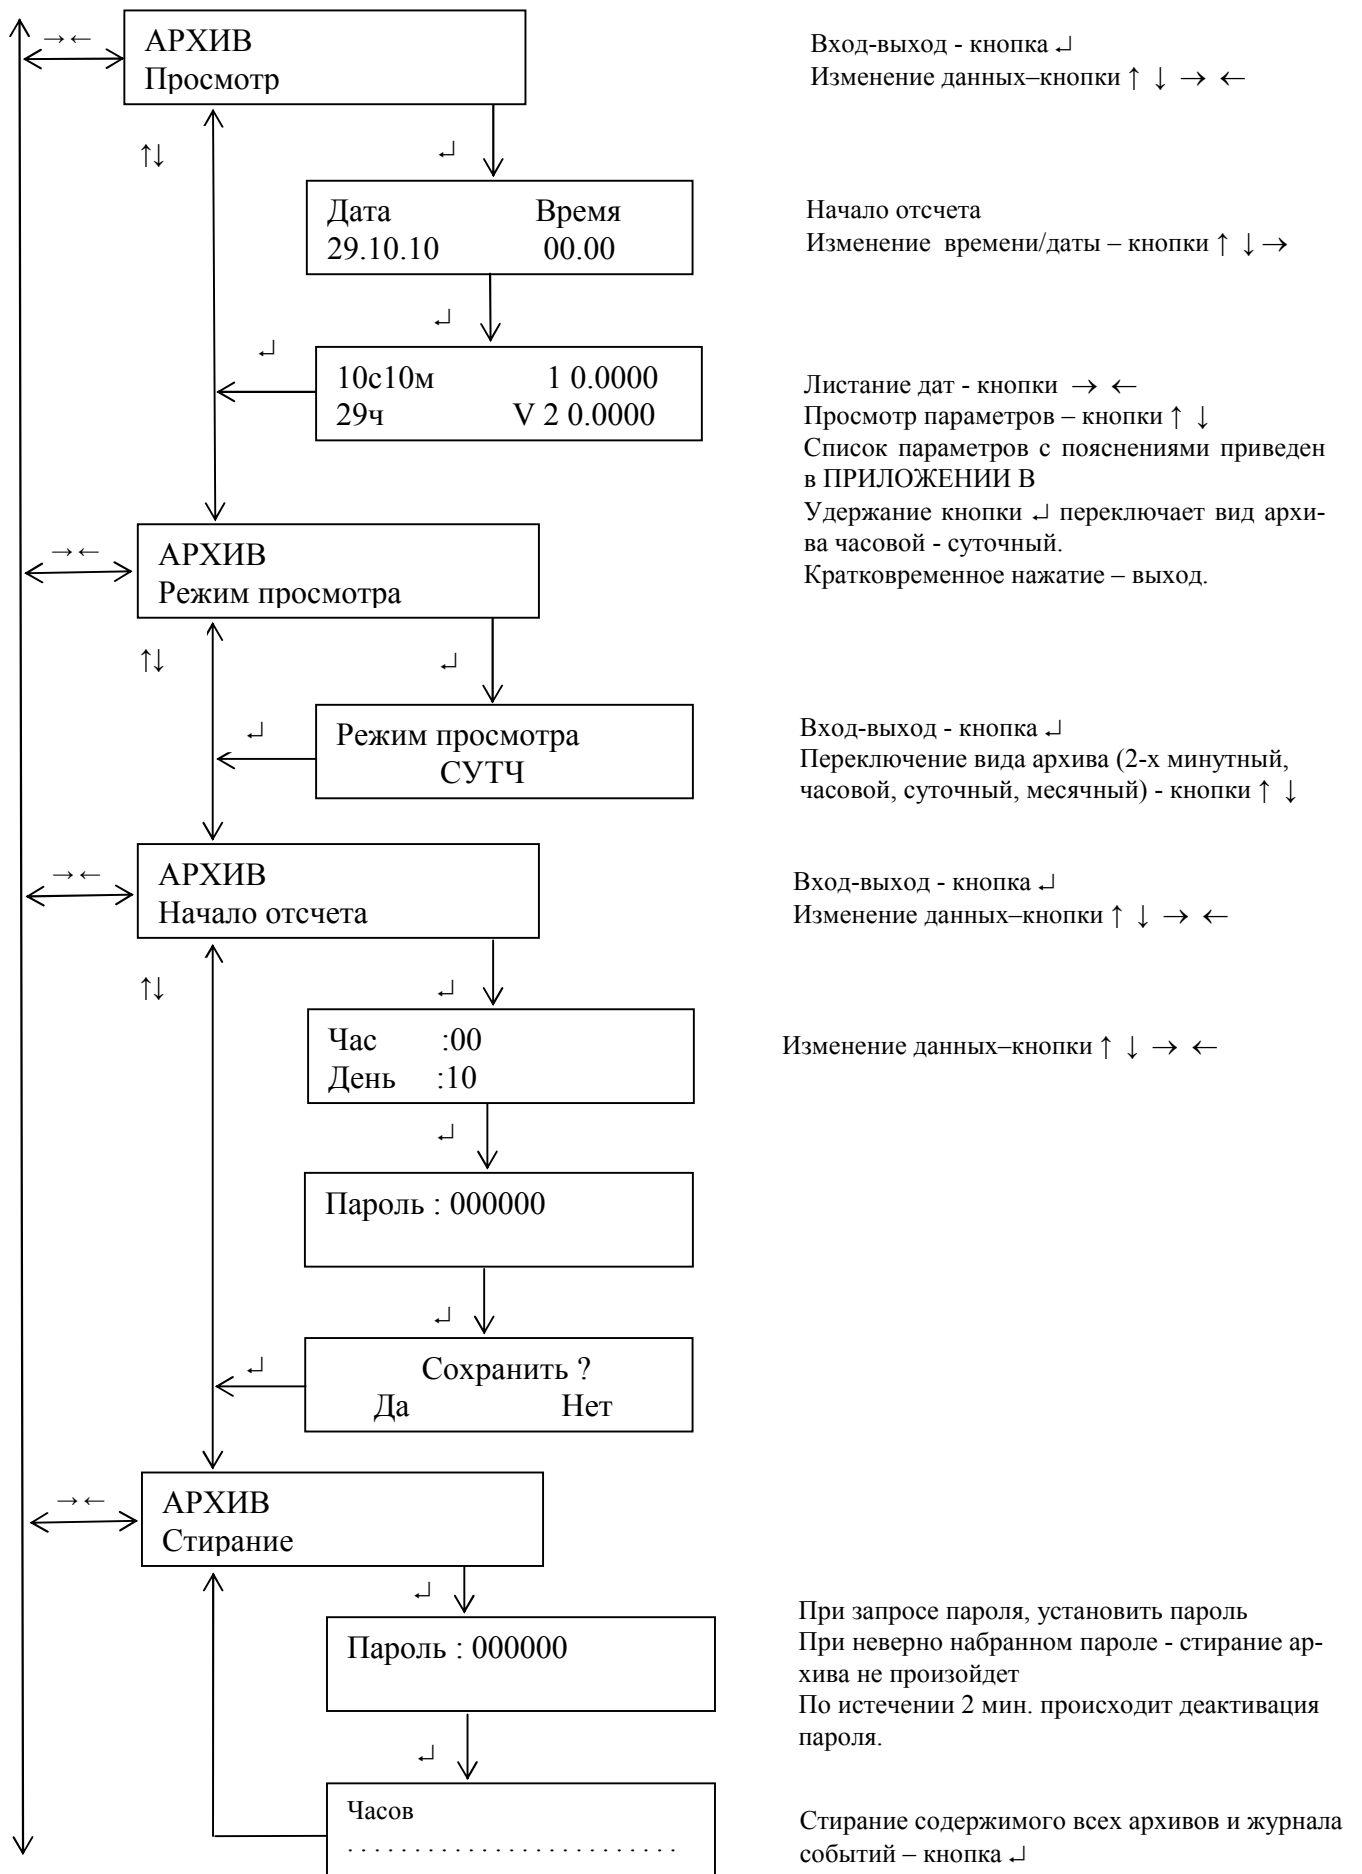 →←
АРХИВ
Просмотр
Вход-выход - кнопка ↵
Изменение данных–кнопки ↑ ↓ → ←
↑↓
↵
Дата Время
29.10.10 00.00
Начало отсчета
Изменение времени/даты – кнопки ↑ ↓ →
↵
↵
10с10м 1 0.0000
29ч V 2 0.0000
Листание дат - кнопки → ←
Просмотр параметров – кнопки ↑ ↓
Список параметров с пояснениями приведен
в ПРИЛОЖЕНИИ В
Удержание кнопки ↵ переключает вид архи-
ва часовой - суточный.
Кратковременное нажатие – выход.
→←
АРХИВ
Режим просмотра
↑↓
↵
↵
Режим просмотра
СУТЧ
Вход-выход - кнопка ↵
Переключение вида архива (2-х минутный,
часовой, суточный, месячный) - кнопки ↑ ↓
→←
АРХИВ
Начало отсчета
Вход-выход - кнопка ↵
Изменение данных–кнопки ↑ ↓ → ←
↑↓
↵
Час :00
День :10
Изменение данных–кнопки ↑ ↓ → ←
↵
Пароль : 000000
↵
↵
Сохранить ?
Да Нет
→←
АРХИВ
Стирание
↵
Пароль : 000000
При запросе пароля, установить пароль
При неверно набранном пароле - стирание ар-
хива не произойдет
По истечении 2 мин. происходит деактивация
пароля.
↵
Часов
. . . . . . . . . . . . . . . . . . . . . . . . .
Стирание содержимого всех архивов и журнала
событий – кнопка ↵